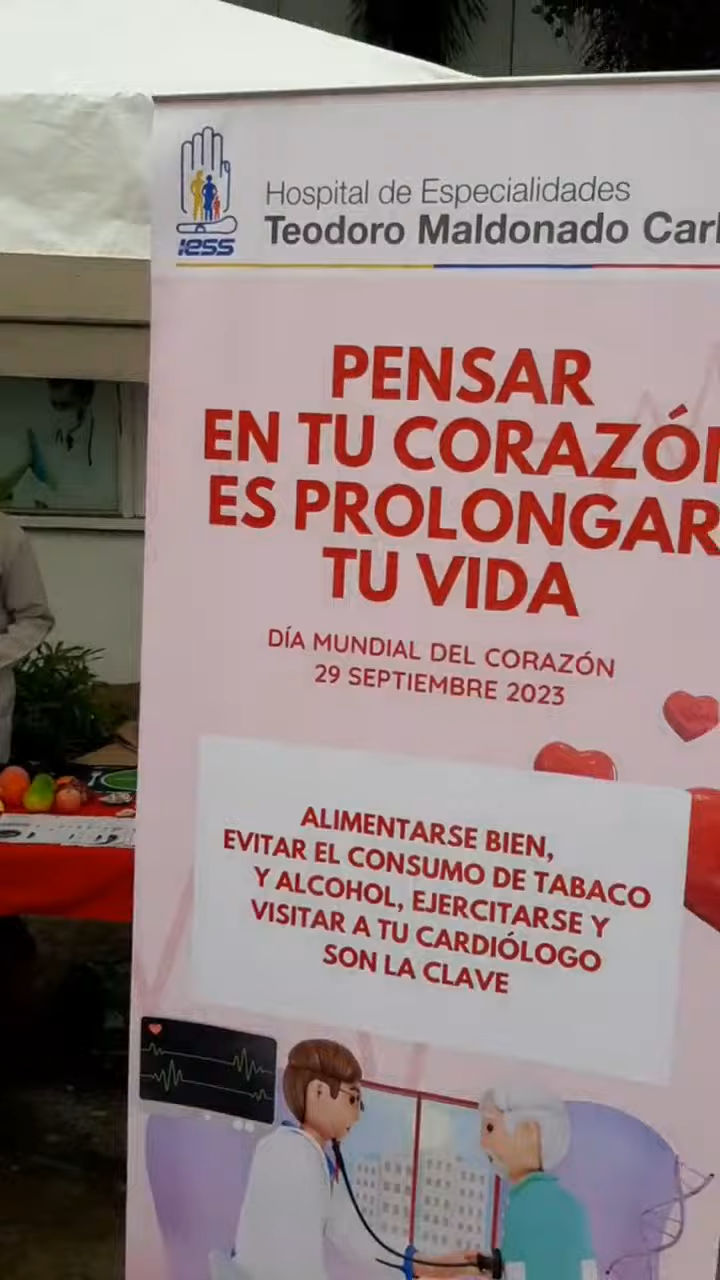 iess
Hospital de Especialidades
Teodoro Maldonado
PENSAR
EN TU CORAZÓN
ES PROLONGAR
TU VIDA
DÍA MUNDIAL DEL CORAZÓN
29 SEPTIEMBRE 2023
ALIMENTARSE BIEN,
EVITAR EL CONSUMO DE TABACO
Y ALCOHOL, EJERCITARSE Y
VISITAR A TU CARDIÓLOGO
SON LA CLAVE